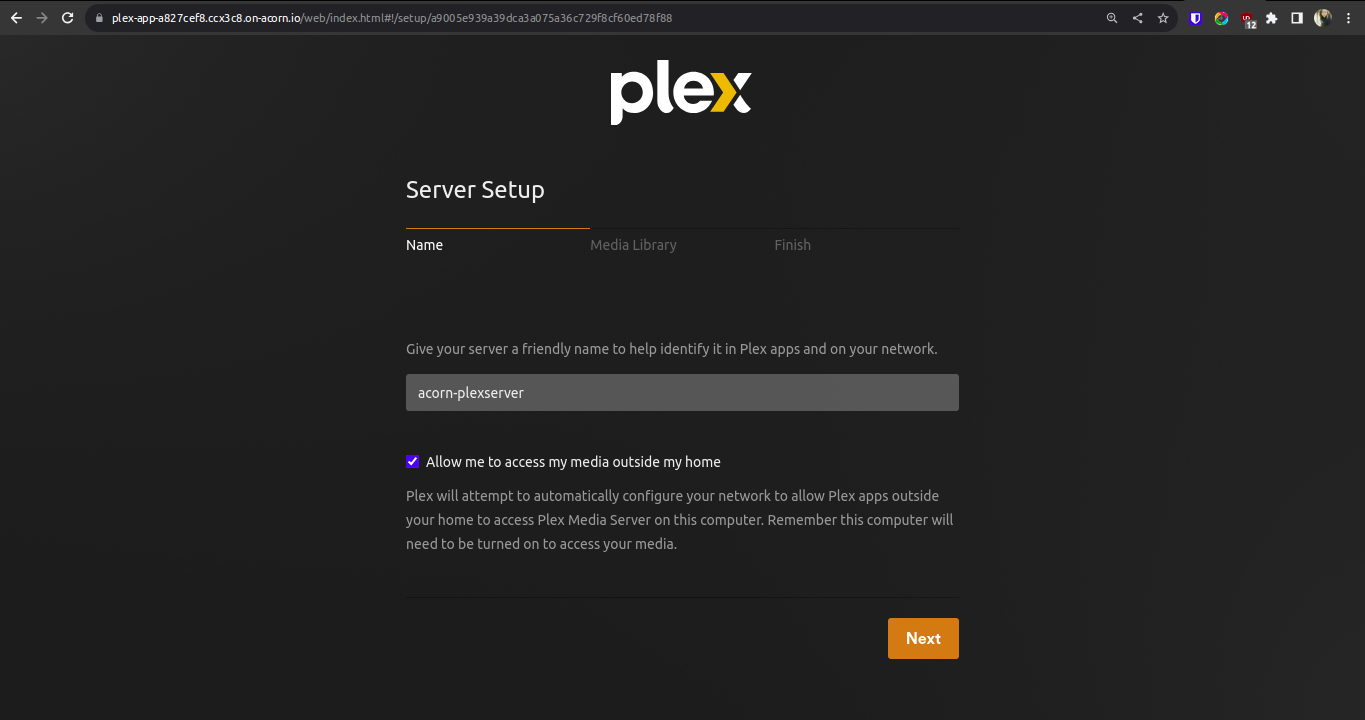 plex-app-a827cef8.ccx3c8.on-acorn.io/web/index.html#!/setup/a9005e939a39dca3a075a36c729f8cf60ed78f88
12
plex
Server Setup
Name Media Library Finish
Give your server a friendly name to help identify it in Plex apps and on your network.
acorn-plexserver
Allow me to access my media outside my home
Plex will attempt to automatically configure your network to allow Plex apps outside
your home to access Plex Media Server on this computer. Remember this computer will
need to be turned on to access your media.
Next